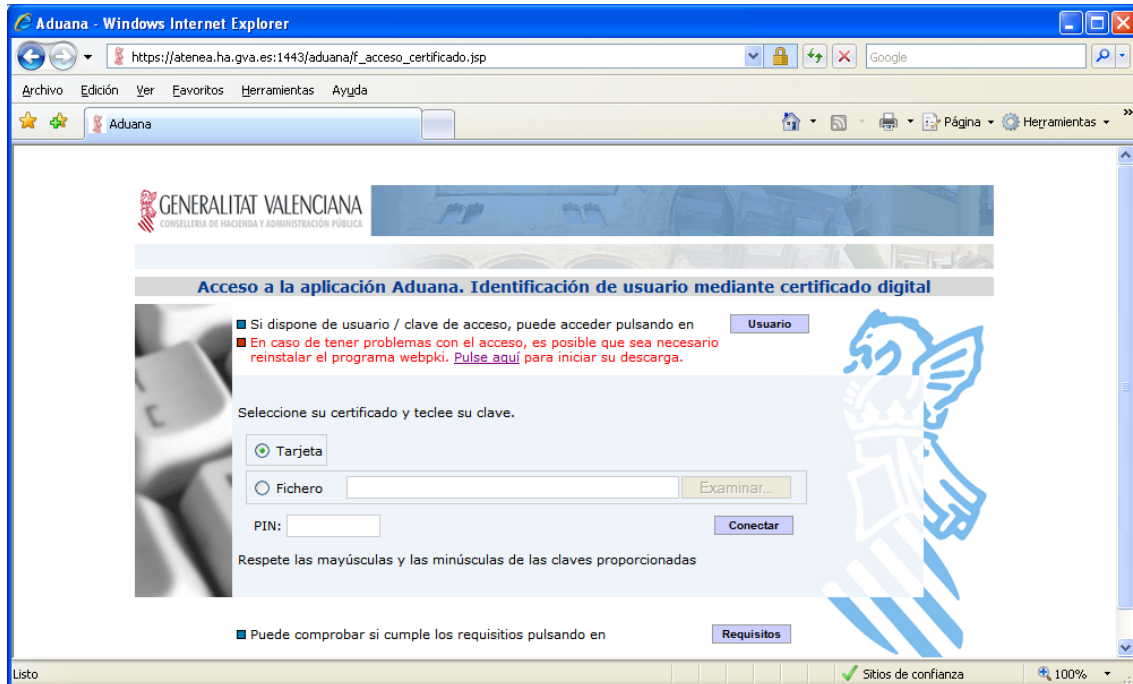 Aduana - Windows Internet Explorer
https://atenea.ha.gva.es:1443/aduana/f_acceso_certificado.jsp
Google
Archivo Edición Ver Favoritos Herramientas Ayuda
Aduana
Página
Herramientas
»
GENERALITAT VALENCIANA
CONSELLERIA DE HACIENDA Y ADMINISTRACIÓN PÚBLICA
Acceso a la aplicación Aduana. Identificación de usuario mediante certificado digital
Si dispone de usuario / clave de acceso, puede acceder pulsando en
Usuario
En caso de tener problemas con el acceso, es posible que sea necesario
reinstalar el programa webpki. Pulse aquí para iniciar su descarga.
Seleccione su certificado y teclee su clave.
Tarjeta
Fichero
Examinar...
PIN:
Conectar
Respete las mayúsculas y las minúsculas de las claves proporcionadas
Puede comprobar si cumple los requisitios pulsando en
Requisitos
Listo
Sitios de confianza
100%